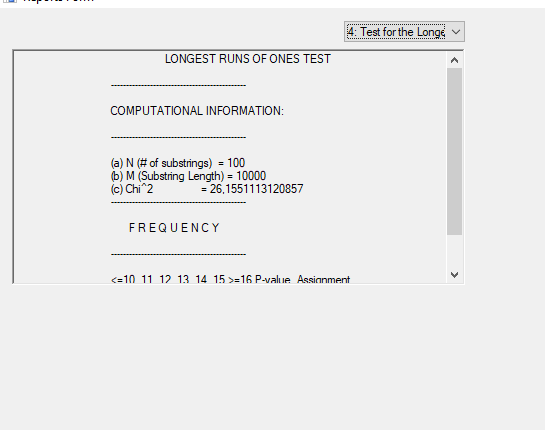 4: Test for the Longe
LONGEST RUNS OF ONES TEST
---------------------------------------------
COMPUTATIONAL INFORMATION:
---------------------------------------------
(a) N (# of substrings) = 100
(b) M (Substring Length) = 10000
(c) Chi^2 = 26,1551113120857
---------------------------------------------
F R E Q U E N C Y
---------------------------------------------
<=10 11 12 13 14 15 >=16 P-value Assignment